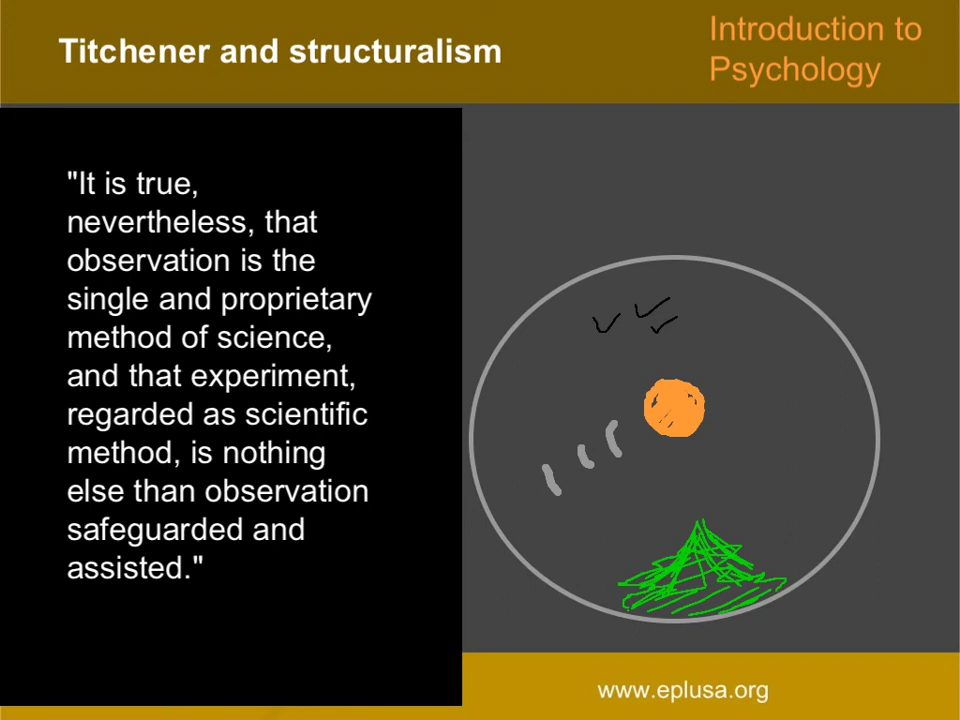 Titchener and structuralism
Introduction to
Psychology
"It is true,
nevertheless, that
observation is the
single and proprietary
method of science,
and that experiment,
regarded as scientific
method, is nothing
else than observation
safeguarded and
assisted."
www.eplusa.org